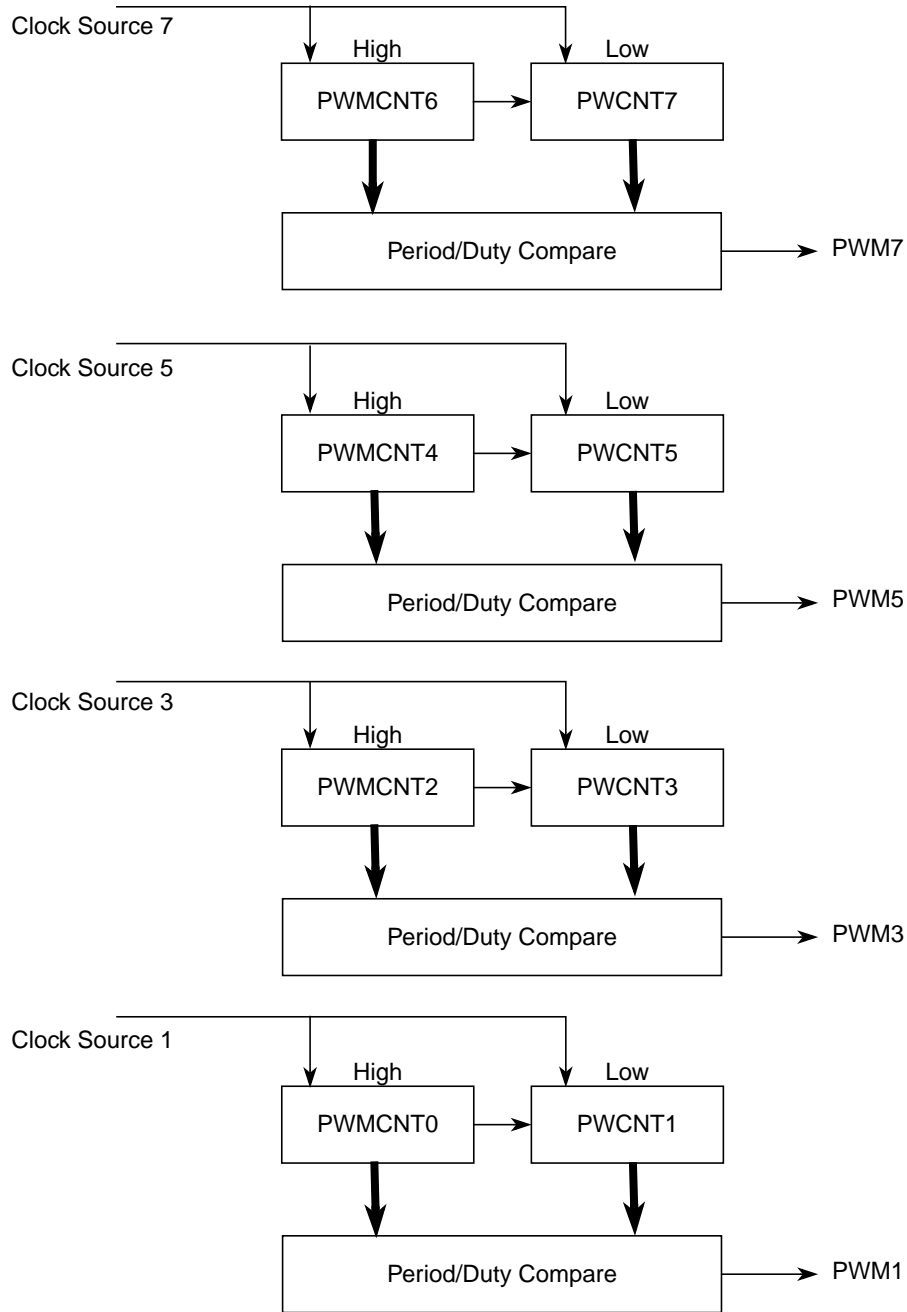 Clock Source 7
High Low
PWMCNT6 PWCNT7
Period/Duty Compare PWM7
Clock Source 5
High Low
PWMCNT4 PWCNT5
Period/Duty Compare PWM5
Clock Source 3
High Low
PWMCNT2 PWCNT3
Period/Duty Compare PWM3
Clock Source 1
High Low
PWMCNT0 PWCNT1
Period/Duty Compare PWM1